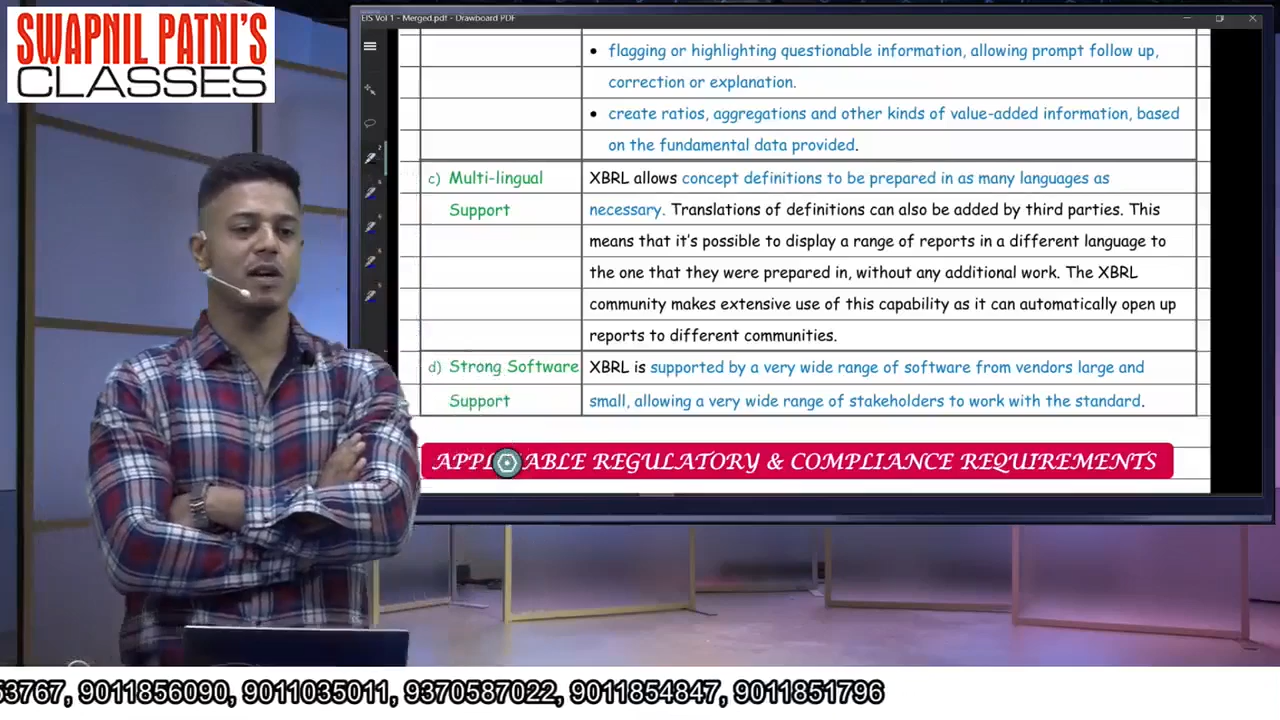 SWAPNIL PATNI'S
CLASSES
EIS Vol 1 - Merged.pdf - Drawboard PDF
• flagging or highlighting questionable information, allowing prompt follow up,
correction or explanation.
• create ratios, aggregations and other kinds of value-added information, based
on the fundamental data provided.
c) Multi-lingual
Support
XBRL allows concept definitions to be prepared in as many languages as
necessary. Translations of definitions can also be added by third parties. This
means that it's possible to display a range of reports in a different language to
the one that they were prepared in, without any additional work. The XBRL
community makes extensive use of this capability as it can automatically open up
reports to different communities.
d) Strong Software
Support
XBRL is supported by a very wide range of software from vendors large and
small, allowing a very wide range of stakeholders to work with the standard.
REGULATORY & COMPLIANCE REQUIREMENTS
53767, 9011856090, 9011035011, 9370587022, 9011854847, 9011851796